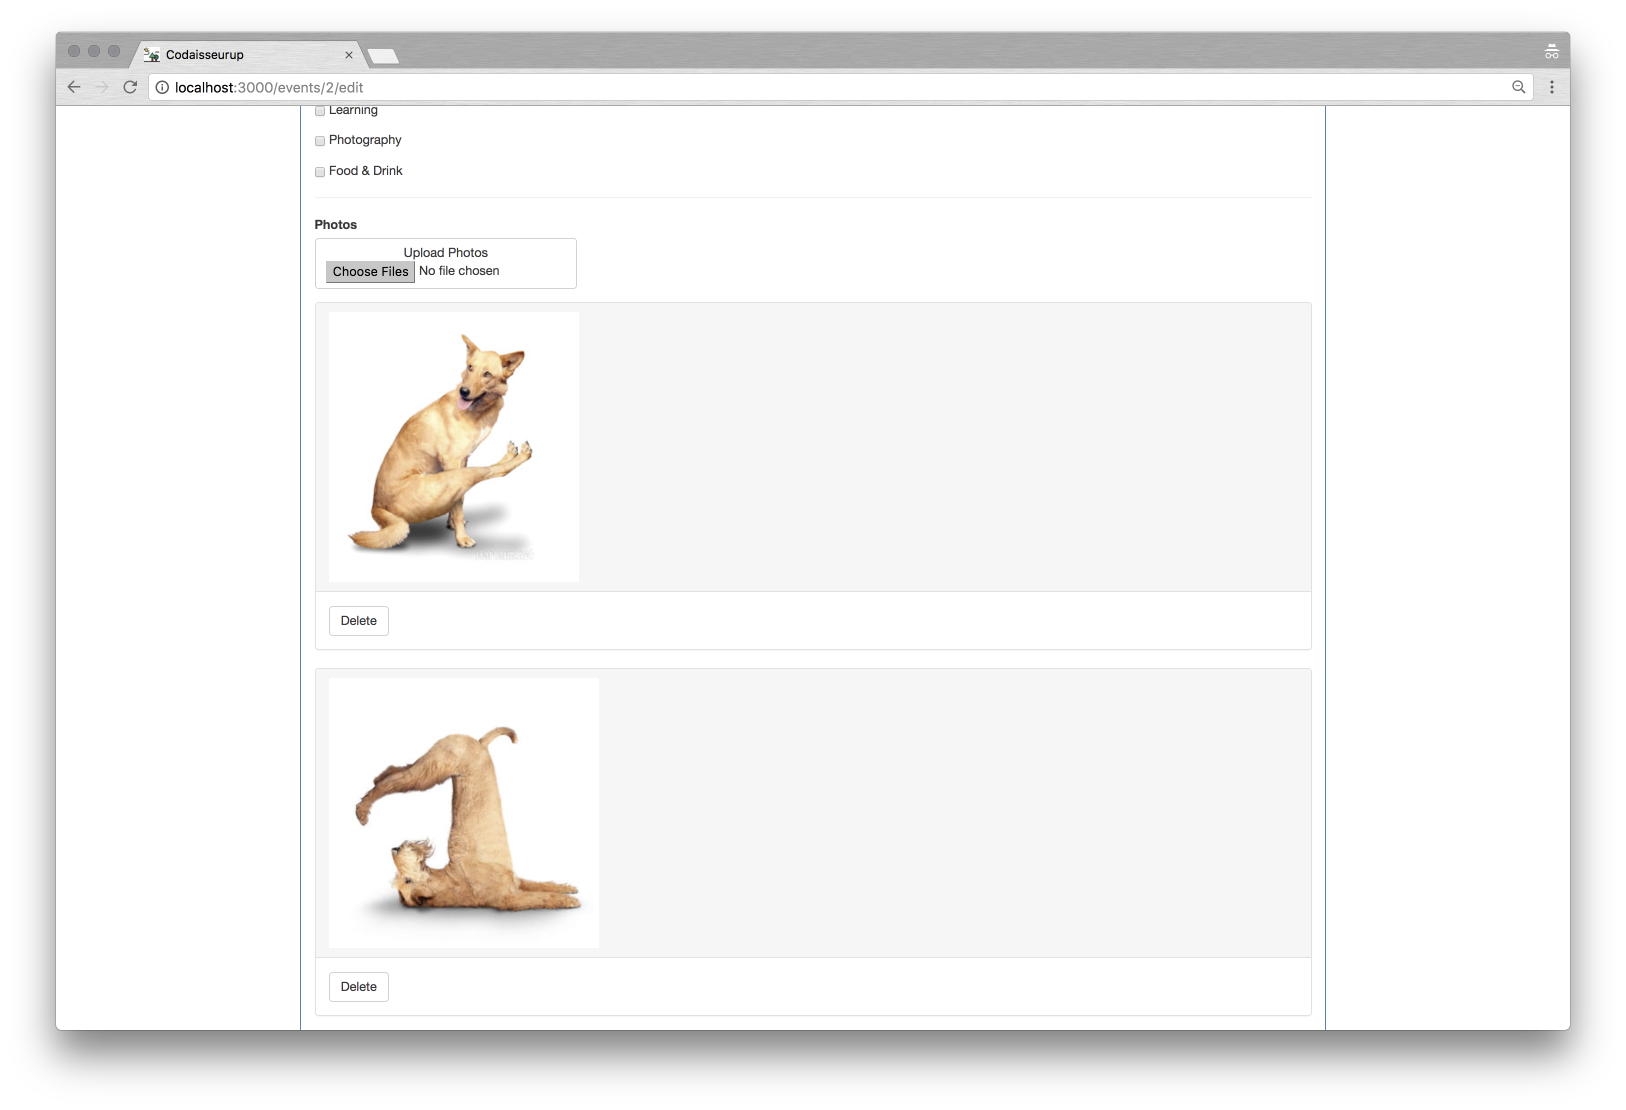 Codaisseurup
localhost:3000/events/2/edit
Learning
Photography
Food & Drink
Photos
Upload Photos
Choose Files No file chosen
Delete
Delete